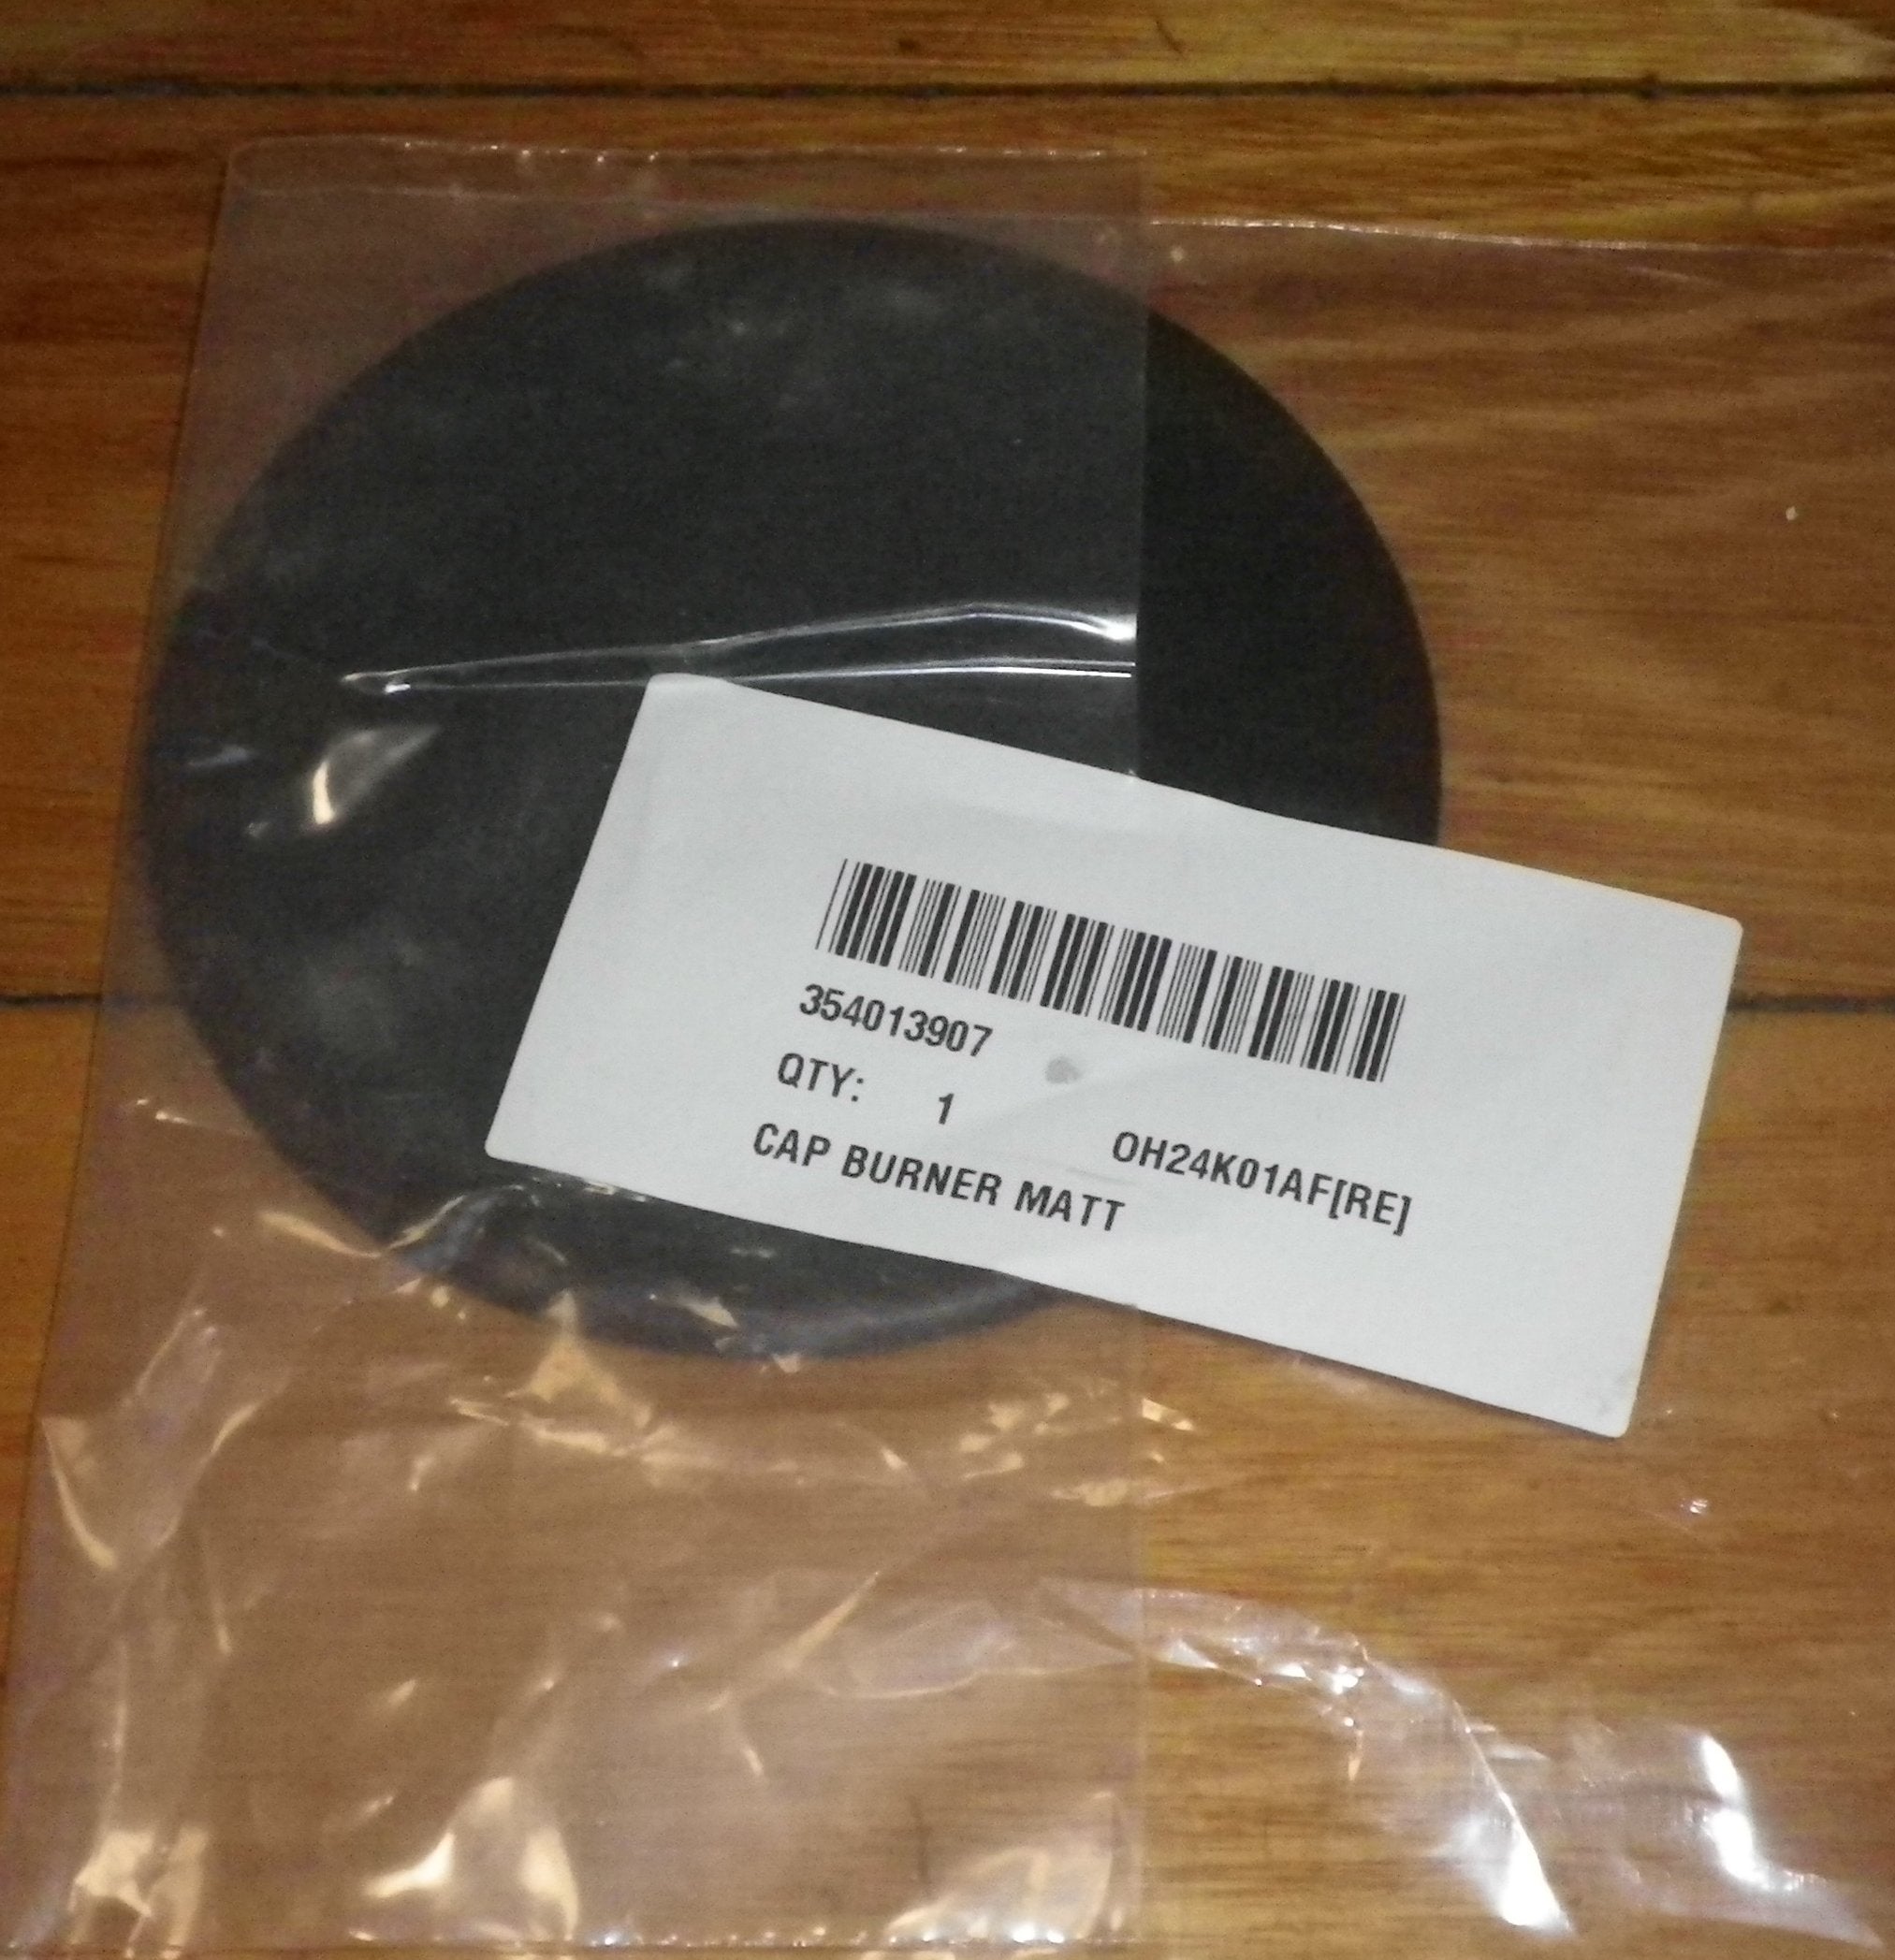 354013907
QTY: 1
OH24K01AF[RE]
CAP BURNER MATT